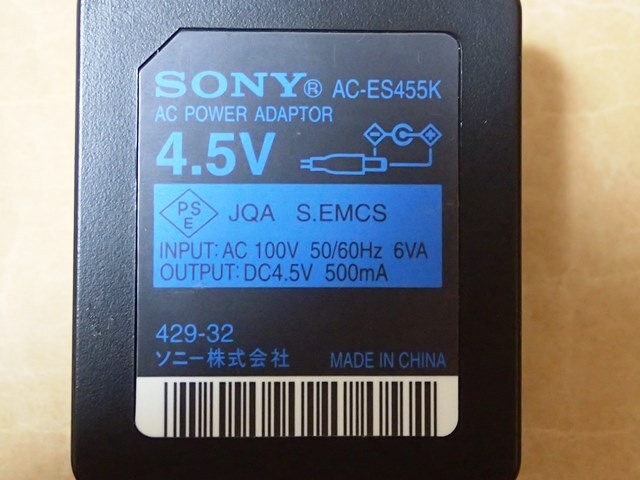 SONY® AC-ES455K
AC POWER ADAPTOR
4.5V
PSE JQA S.EMCS
INPUT: AC 100V 50/60Hz 6VA
OUTPUT: DC4.5V 500mA
429-32
ソニー株式会社 MADE IN CHINA